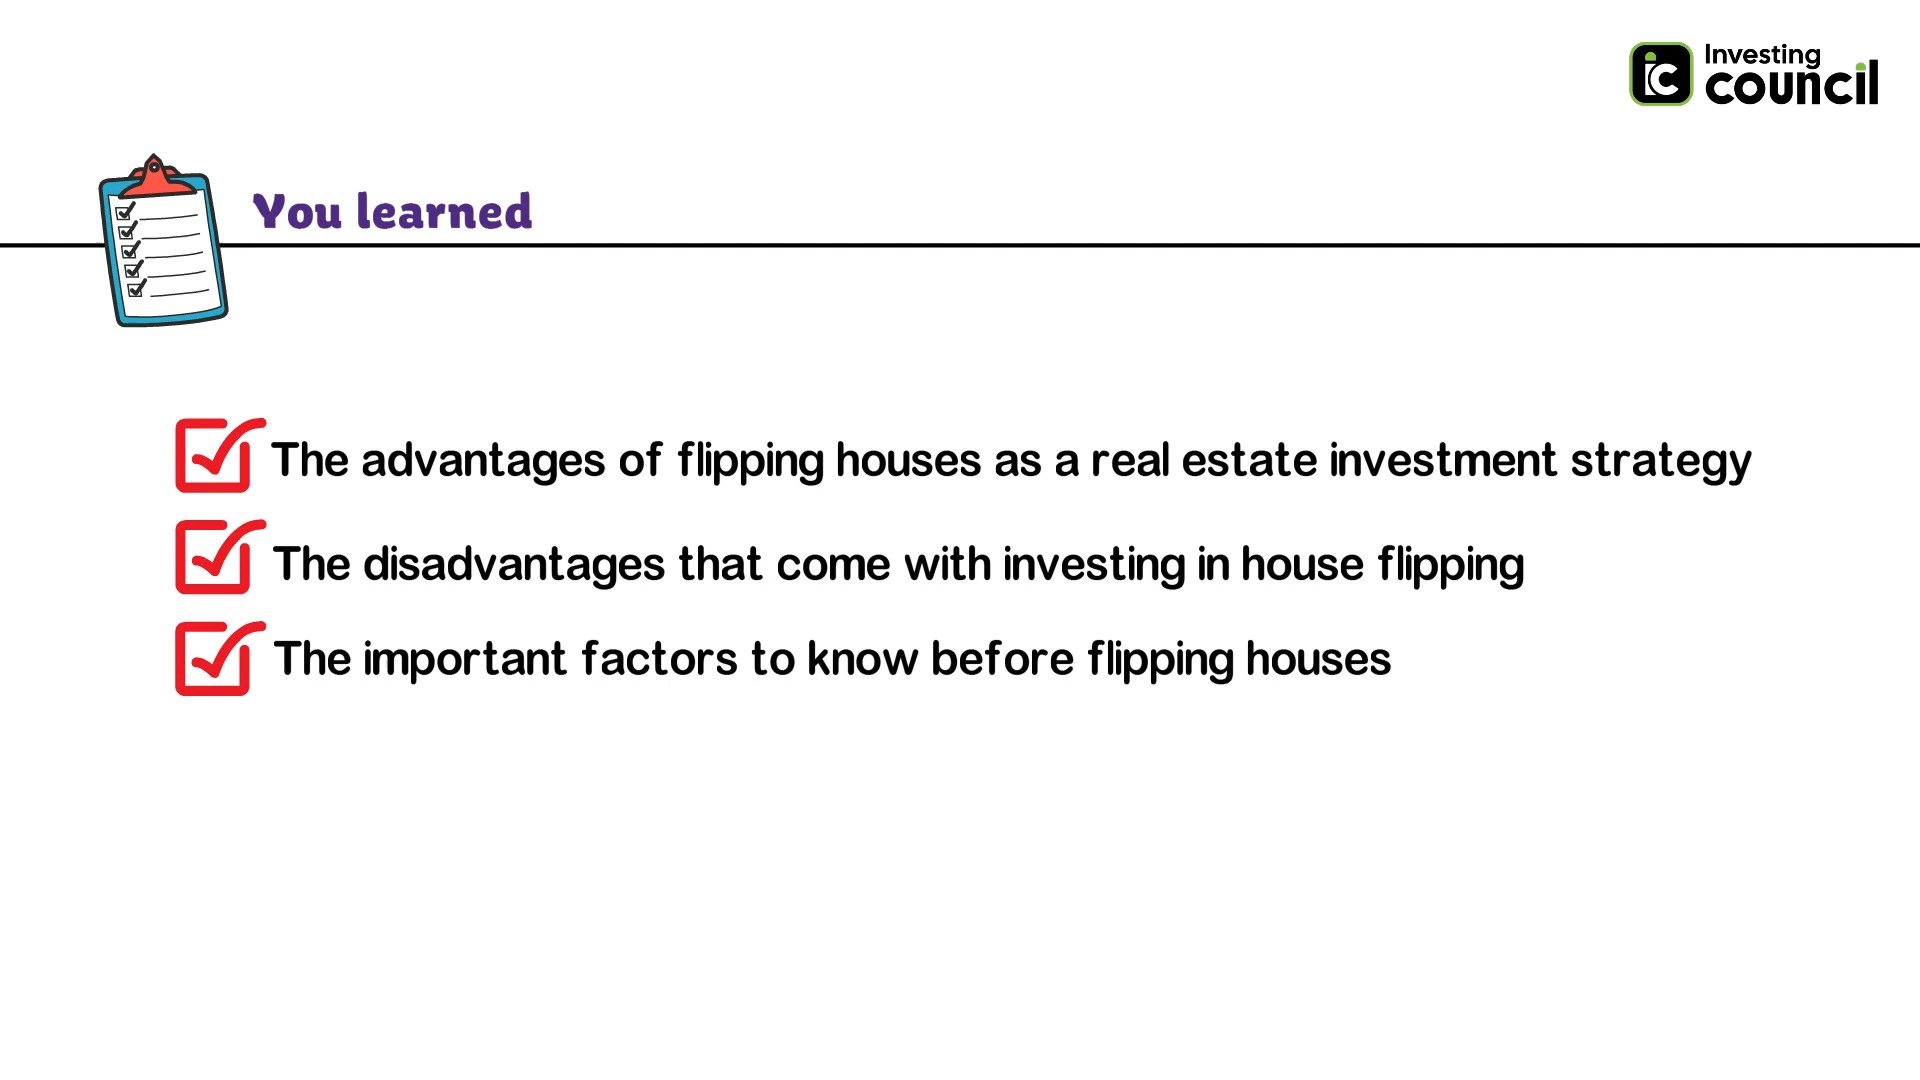 Investing
council
ic
You learned
The advantages of flipping houses as a real estate investment strategy
The disadvantages that come with investing in house flipping
The important factors to know before flipping houses